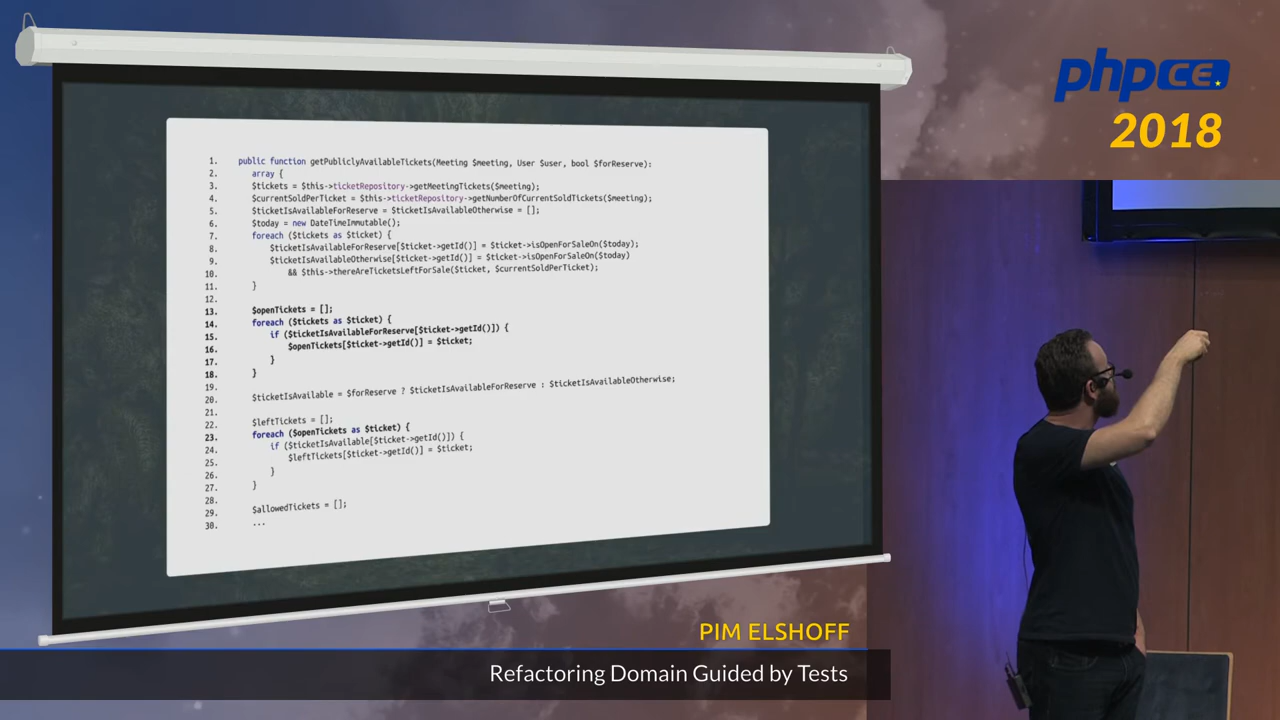 phpce
2018
1. public function getPubliclyAvailableTickets(Meeting $meeting, User $user, bool $forReserve):
2. array {
3. $tickets = $this->ticketRepository->getMeetingTickets($meeting);
4. $currentSoldPerTicket = $this->ticketRepository->getNumberOfCurrentSoldTickets($meeting);
5. $ticketIsAvailableForReserve = $ticketIsAvailableOtherwise = [];
6. $today = new DateTimeImmutable();
7. foreach ($tickets as $ticket) {
8. $ticketIsAvailableForReserve[$ticket->getId()] = $ticket->isOpenForSaleOn($today);
9. $ticketIsAvailableOtherwise[$ticket->getId()] = $ticket->isOpenForSaleOn($today)
10. && $this->thereAreTicketsLeftForSale($ticket, $currentSoldPerTicket);
11. }
12.
13. $openTickets = [];
14. foreach ($tickets as $ticket) {
15. if ($ticketIsAvailableForReserve[$ticket->getId()]) {
16. $openTickets[$ticket->getId()] = $ticket;
17. }
18. }
19.
20. $ticketIsAvailable = $forReserve ? $ticketIsAvailableForReserve : $ticketIsAvailableOtherwise;
21.
22. $leftTickets = [];
23. foreach ($openTickets as $ticket) {
24. if ($ticketIsAvailable[$ticket->getId()]) {
25. $leftTickets[$ticket->getId()] = $ticket;
26. }
27. }
28.
29. $allowedTickets = [];
30. ...
PIM ELSHOFF
Refactoring Domain Guided by Tests